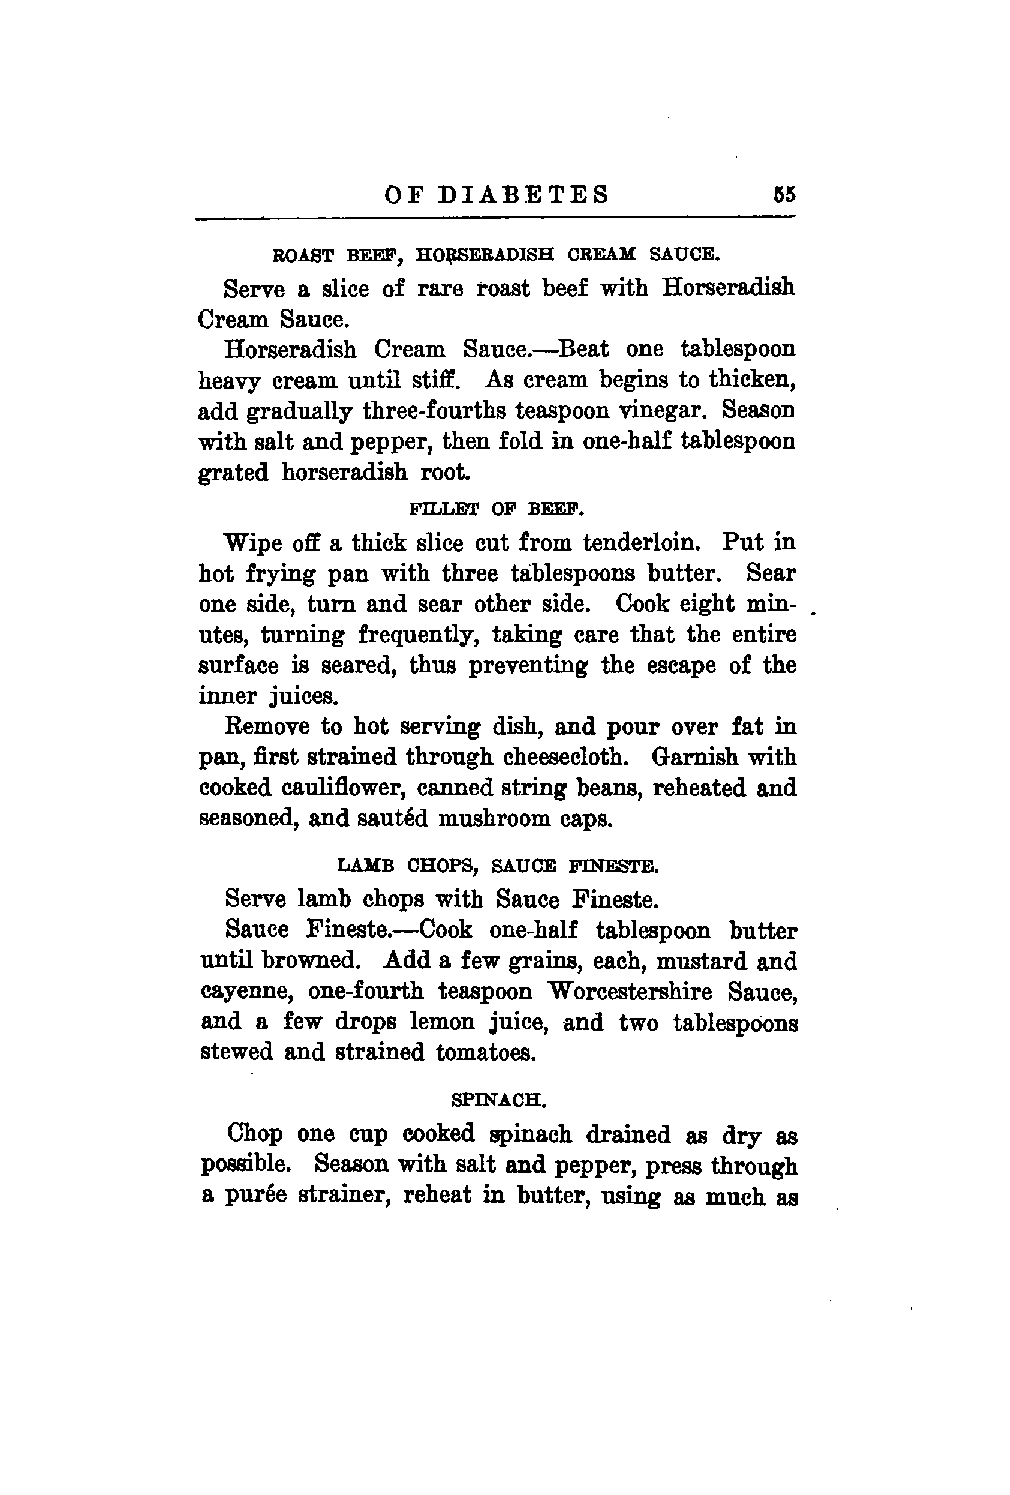 OF DIABETES 55
ROAST BEEF, HORSERADISH CREAM SAUCE.
Serve a slice of rare roast beef with Horseradish
Cream Sauce.
Horseradish Cream Sauce.—Beat one tablespoon
heavy cream until stiff. As cream begins to thicken,
add gradually three-fourths teaspoon vinegar. Season
with salt and pepper, then fold in one-half tablespoon
grated horseradish root.
FILLET OF BEEF.
Wipe off a thick slice cut from tenderloin. Put in
hot frying pan with three tablespoons butter. Sear
one side, turn and sear other side. Cook eight min-
utes, turning frequently, taking care that the entire
surface is seared, thus preventing the escape of the
inner juices.
Remove to hot serving dish, and pour over fat in
pan, first strained through cheesecloth. Garnish with
cooked cauliflower, canned string beans, reheated and
seasoned, and sautéd mushroom caps.
LAMB CHOPS, SAUCE FINESTE.
Serve lamb chops with Sauce Fineste.
Sauce Fineste.—Cook one-half tablespoon butter
until browned. Add a few grains, each, mustard and
cayenne, one-fourth teaspoon Worcestershire Sauce,
and a few drops lemon juice, and two tablespoons
stewed and strained tomatoes.
SPINACH.
Chop one cup cooked spinach drained as dry as
possible. Season with salt and pepper, press through
a purée strainer, reheat in butter, using as much as